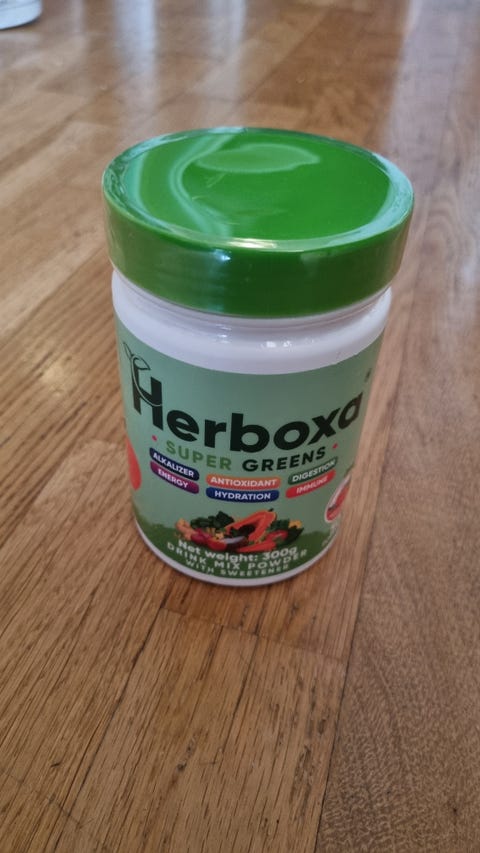 Herboxa
SUPER GREENS
ALKALIZER ANTIOXIDANT DIGESTION
ENERGY HYDRATION IMMUNE
Net weight: 300g
DRINK MIX POWDER
WITH SWEETENER